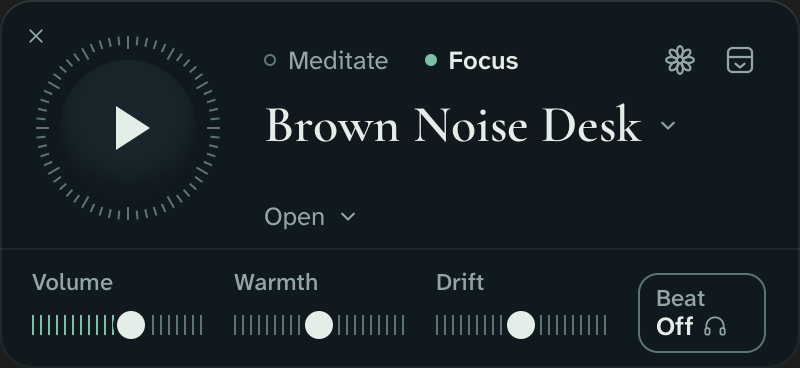 Meditate
Focus
Brown Noise Desk
Open
Volume
Warmth
Drift
Beat
Off